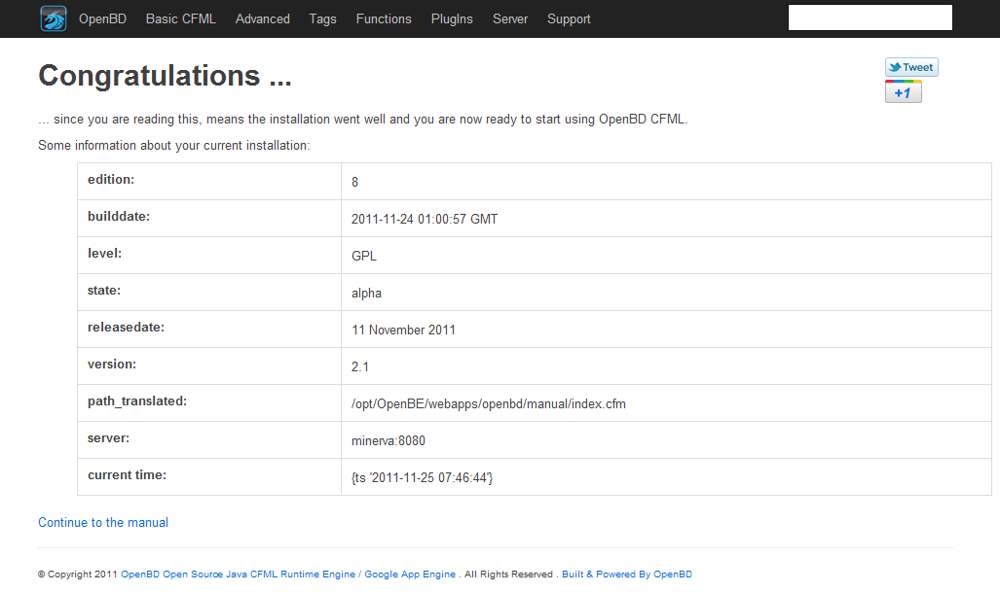 OpenBD Basic CFML Advanced Tags Functions PlugIns Server Support
Congratulations ...
Tweet
+1
... since you are reading this, means the installation went well and you are now ready to start using OpenBD CFML.
Some information about your current installation:
edition: 8
builddate: 2011-11-24 01:00:57 GMT
level: GPL
state: alpha
releasedate: 11 November 2011
version: 2.1
path_translated: /opt/OpenBE/webapps/openbd/manual/index.cfm
server: minerva:8080
current time: {ts '2011-11-25 07:46:44'}
Continue to the manual
© Copyright 2011 OpenBD Open Source Java CFML Runtime Engine / Google App Engine . All Rights Reserved . Built & Powered By OpenBD